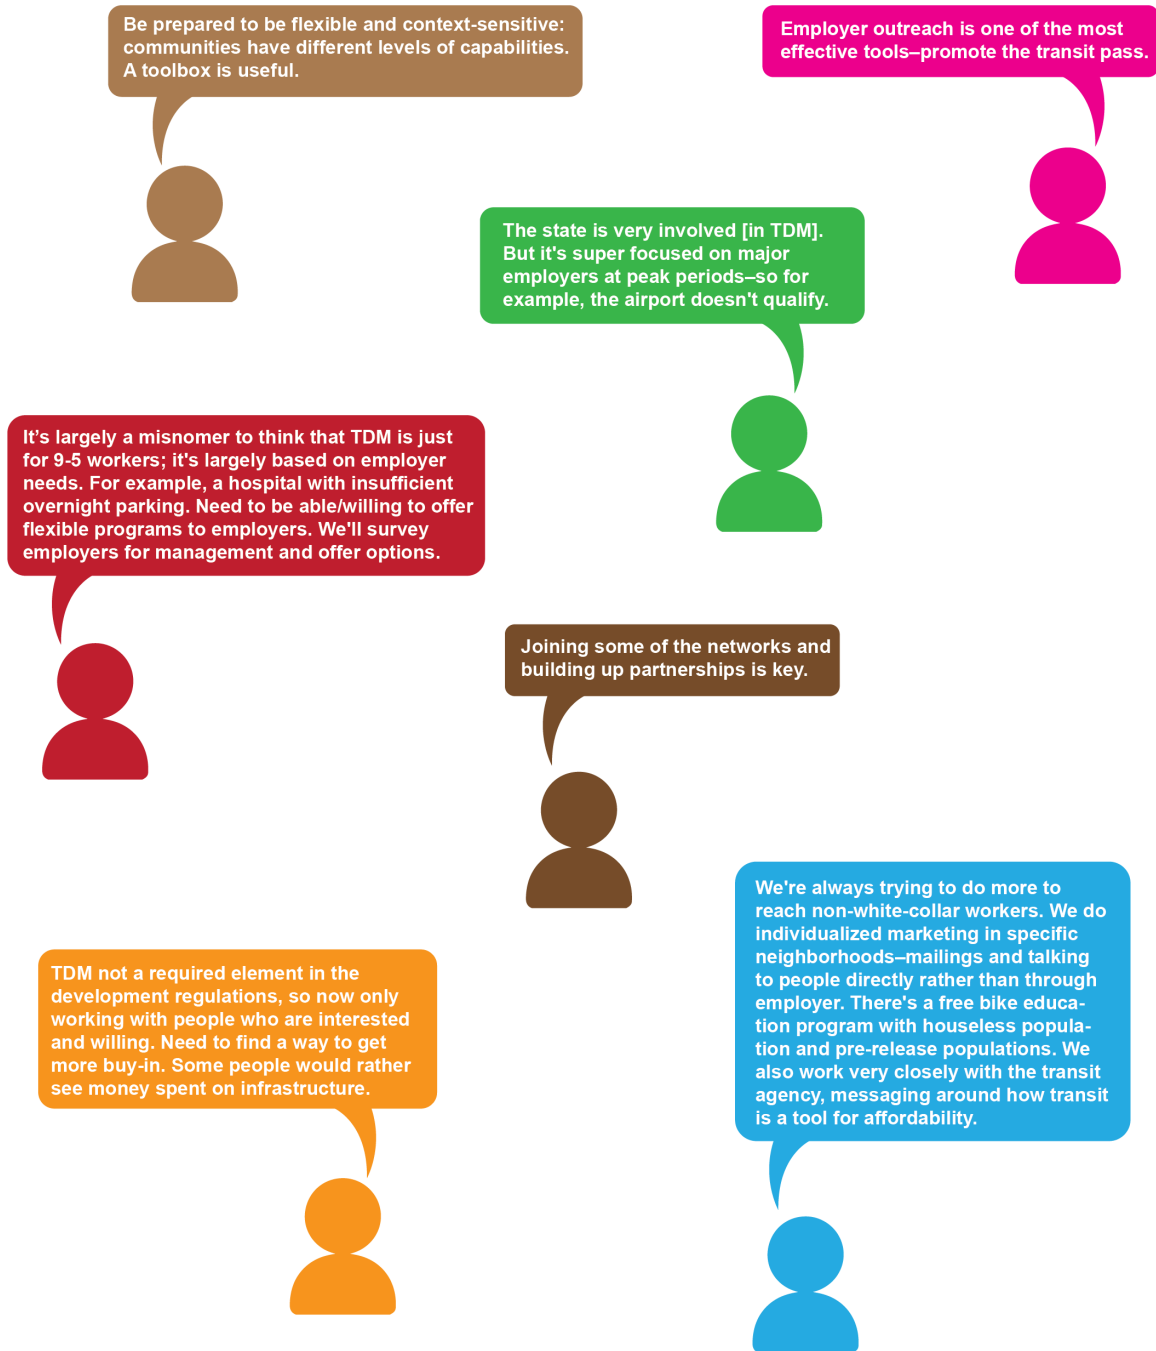 Be prepared to be flexible and context-sensitive:
communities have different levels of capabilities.
A toolbox is useful.
Employer outreach is one of the most
effective tools–promote the transit pass.
The state is very involved [in TDM].
But it's super focused on major
employers at peak periods–so for
example, the airport doesn't qualify.
It’s largely a misnomer to think that TDM is just
for 9-5 workers; it's largely based on employer
needs. For example, a hospital with insufficient
overnight parking. Need to be able/willing to offer
flexible programs to employers. We'll survey
employers for management and offer options.
Joining some of the networks and
building up partnerships is key.
We're always trying to do more to
reach non-white-collar workers. We do
individualized marketing in specific
neighborhoods–mailings and talking
to people directly rather than through
employer. There's a free bike educa-
tion program with houseless popula-
tion and pre-release populations. We
also work very closely with the transit
agency, messaging around how transit
is a tool for affordability.
TDM not a required element in the
development regulations, so now only
working with people who are interested
and willing. Need to find a way to get
more buy-in. Some people would rather
see money spent on infrastructure.